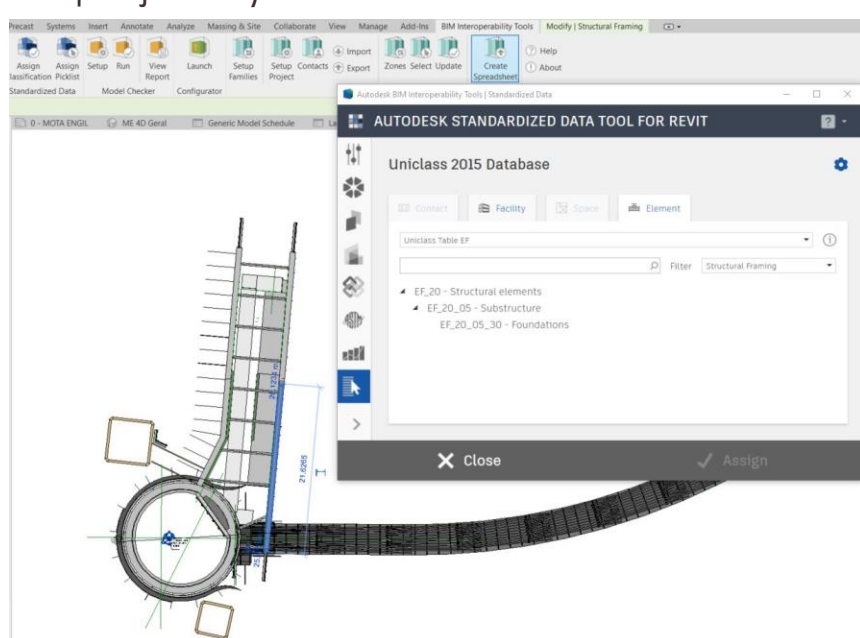 Precast Systems Insert Annotate Analyze Massing & Site Collaborate View Manage Add-Ins BIM Interoperability Tools Modify | Structural Framing
Assign Assign Setup Run View Launch Setup Setup Contacts Import Zones Select Update Create Help
Classification Picklist Report Families Project Export Spreadsheet About
Standardized Data Model Checker Configurator
Autodesk BIM Interoperability Tools | Standardized Data
0 - MOTA ENGIL ME 4D Geral Generic Model Schedule
AUTODESK STANDARDIZED DATA TOOL FOR REVIT
Uniclass 2015 Database
Contact Facility Space Element
Uniclass Table EF
Filter Structural Framing
EF_20 - Structural elements
EF_20_05 - Substructure
EF_20_05_30 - Foundations
21.6265
Close Assign